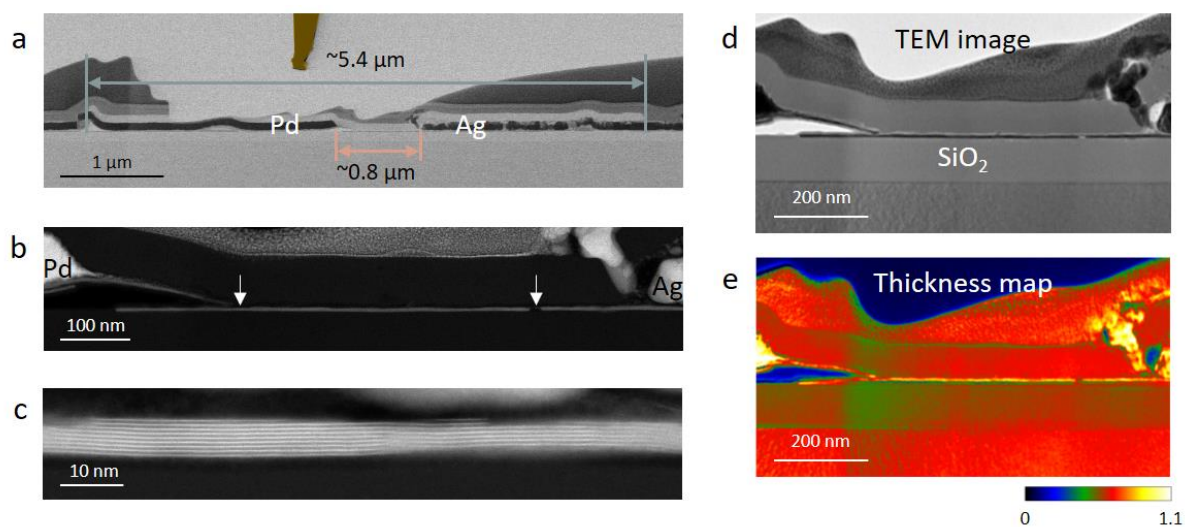 a
~5.4 μm
Pd
Ag
1 μm
~0.8 μm
b
Pd
Ag
100 nm
c
10 nm
d
TEM image
SiO₂
200 nm
e
Thickness map
200 nm
0
1.1